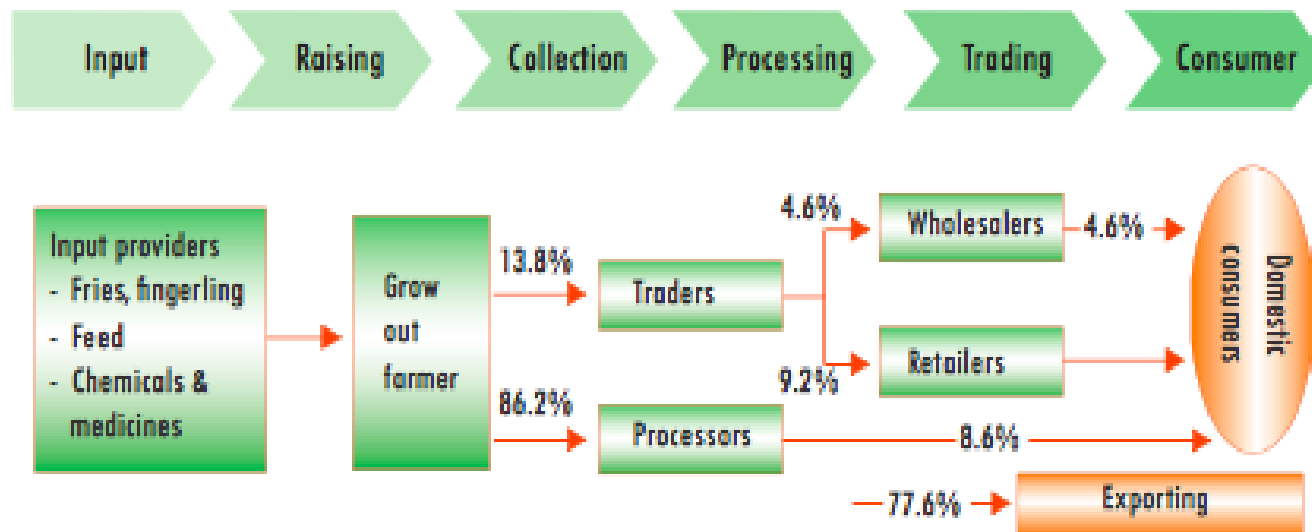 Input
Raising
Collection
Processing
Trading
Consumer
Input providers
- Fries, fingerling
- Feed
- Chemicals &
medicines
Grow
out
farmer
13.8%
86.2%
Traders
Processors
4.6%
9.2%
Wholesalers
Retailers
4.6%
8.6%
77.6%
Domestic
consumers
Exporting